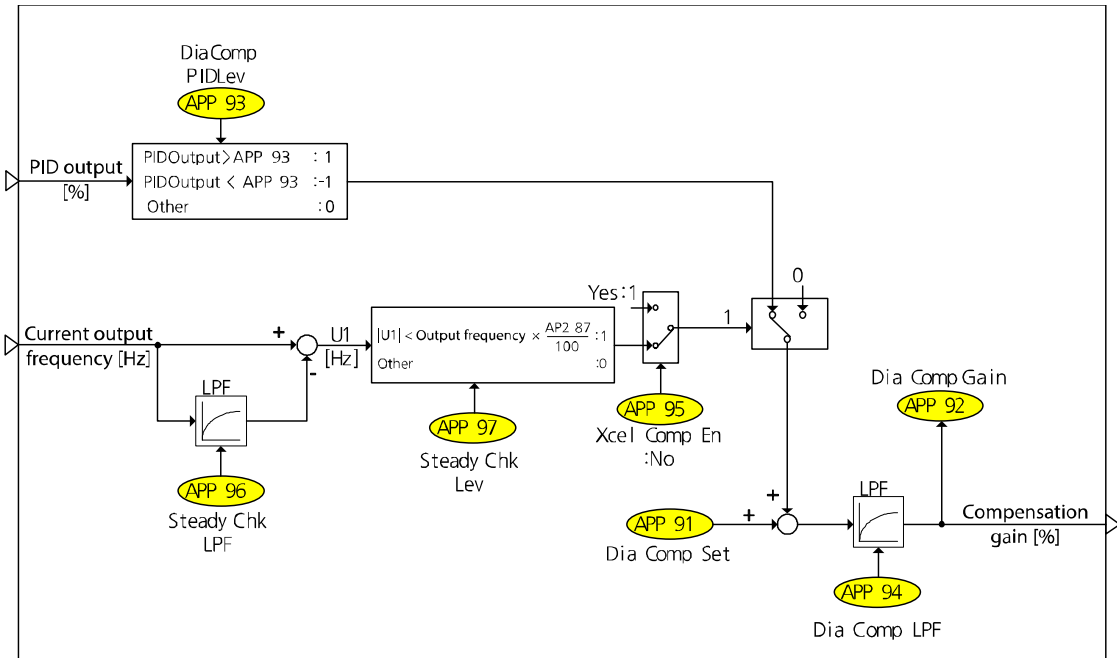 DiaComp
PIDLev
APP 93
PID output
[%]
PIDOutput>APP 93 :1
PIDOutput < APP 93 :-1
Other :0
Current output
frequency [Hz]
+
-
U1
[Hz]
|U1| < Output frequency × AP2 87 / 100 :1
Other :0
Yes:1
1
0
LPF
APP 96
Steady Chk
LPF
APP 97
Steady Chk
Lev
APP 95
Xcel Comp En
:No
Dia Comp Gain
APP 92
APP 91
Dia Comp Set
+
+
LPF
APP 94
Dia Comp LPF
Compensation
gain [%]